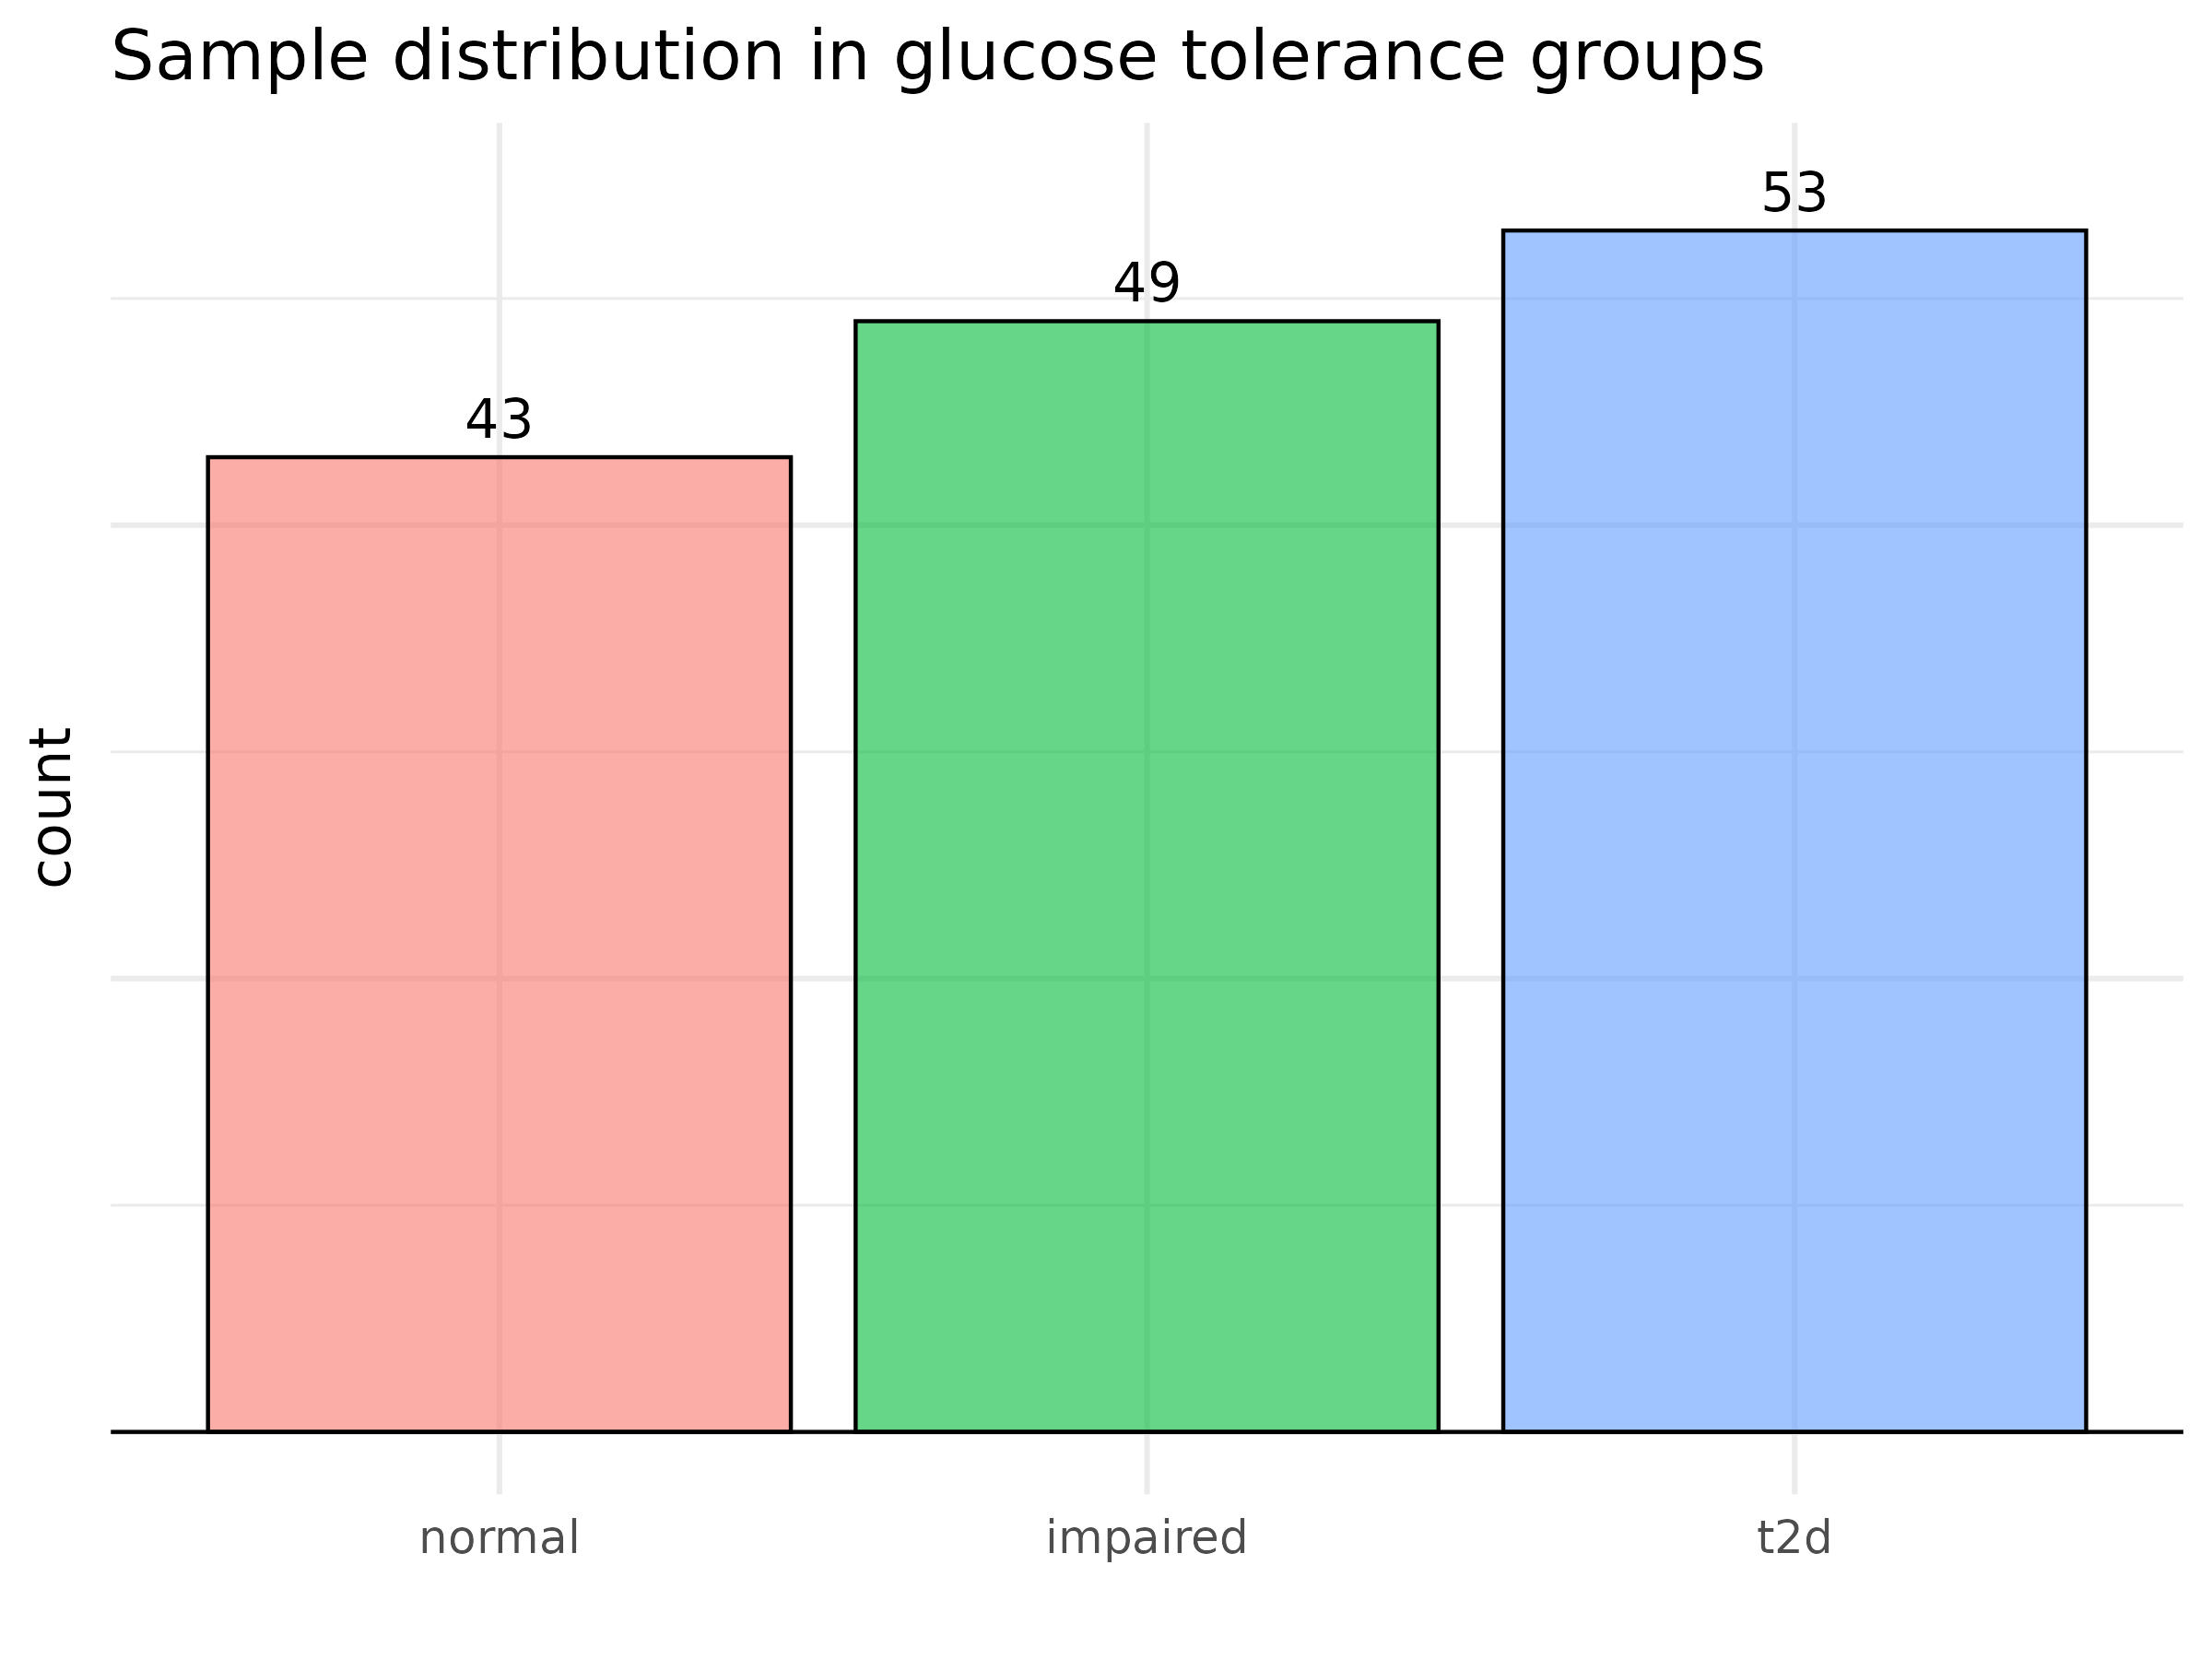 Sample distribution in glucose tolerance groups
53
49
43
count
normal impaired t2d